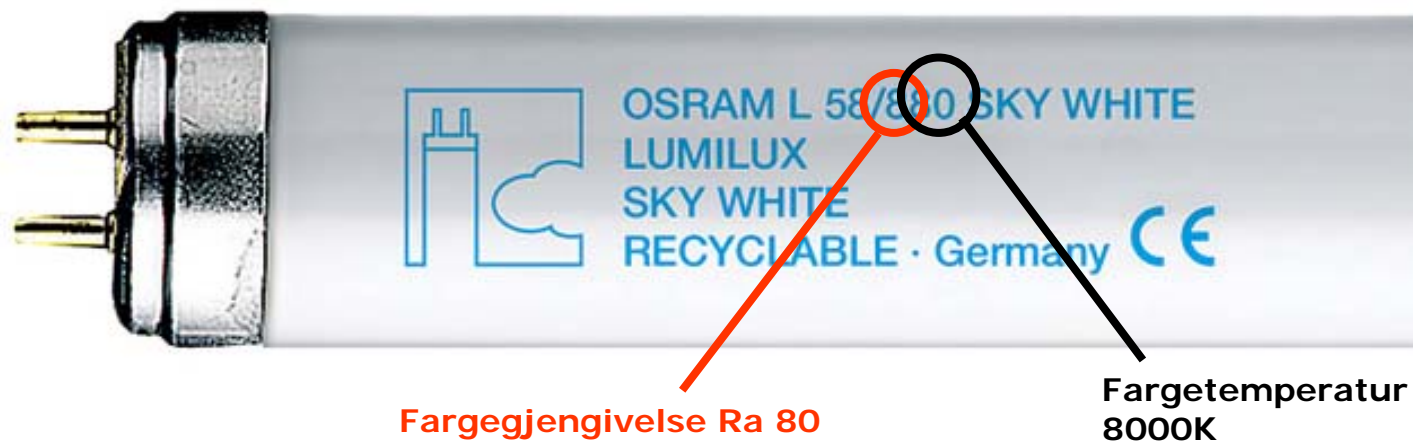 OSRAM L 58/880 SKY WHITE
LUMILUX
SKY WHITE
RECYCLABLE · Germany CE
Fargegjengivelse Ra 80
Fargetemperatur
8000K